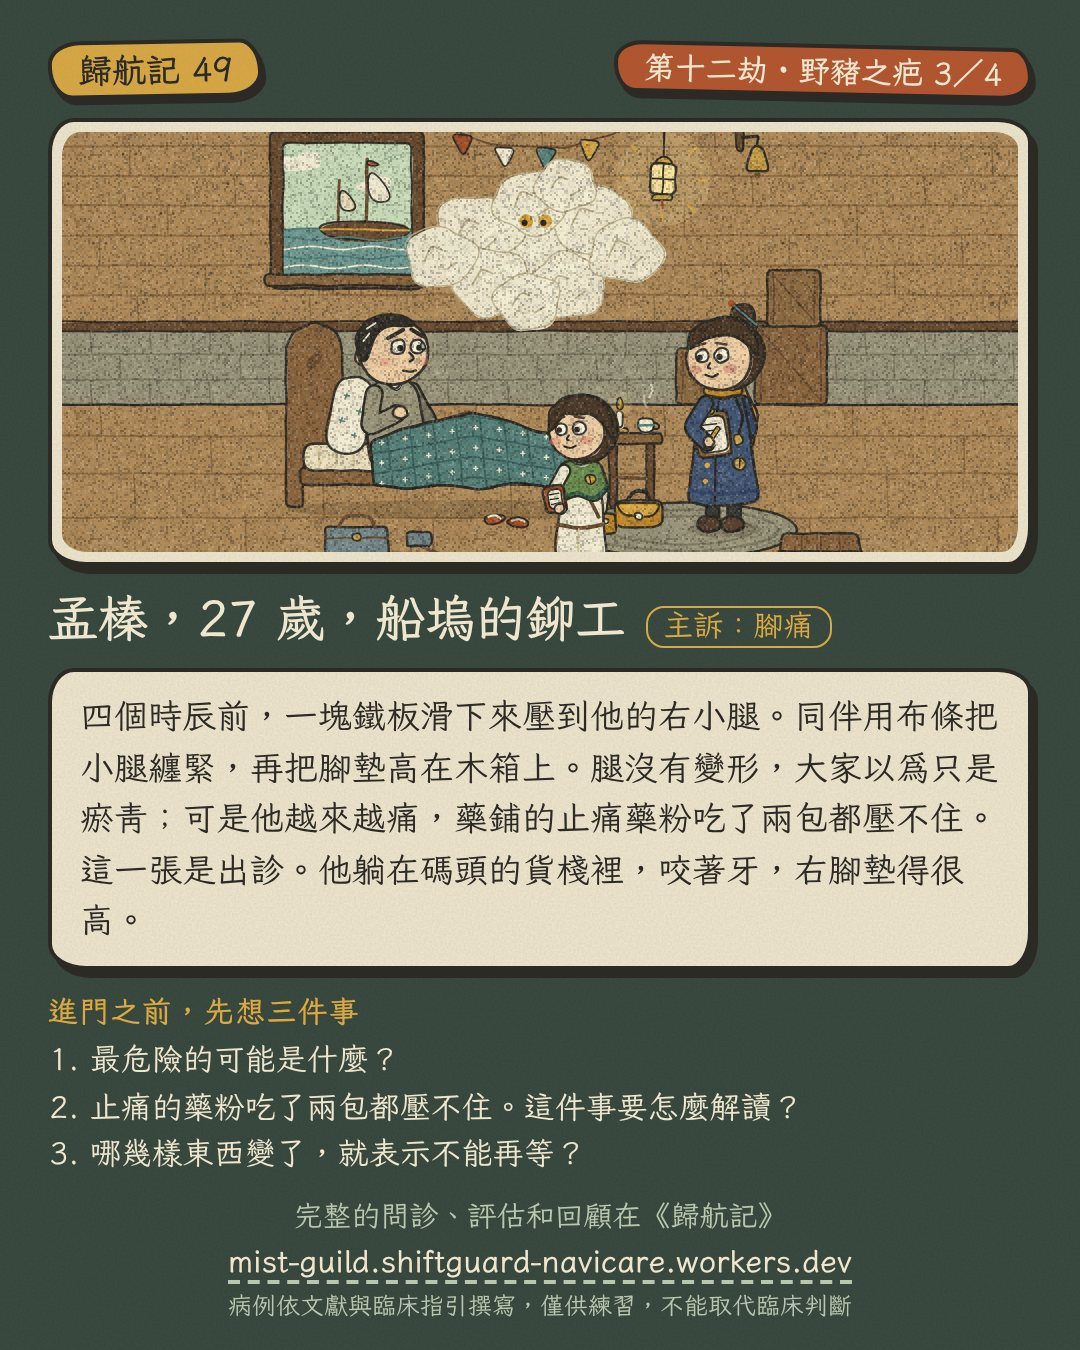 歸航記 49
第十二劫・野豬之疤 3／4
孟榛，27 歲，船塢的鉚工
主訴：腳痛
四個時辰前，一塊鐵板滑下來壓到他的右小腿。同伴用布條把
小腿纏緊，再把腳墊高在木箱上。腿沒有變形，大家以為只是
瘀青；可是他越來越痛，藥鋪的止痛藥粉吃了兩包都壓不住。
這一張是出診。他躺在碼頭的貨棧裡，咬著牙，右腳墊得很
高。
進門之前，先想三件事
1. 最危險的可能是什麼？
2. 止痛的藥粉吃了兩包都壓不住。這件事要怎麼解讀？
3. 哪幾樣東西變了，就表示不能再等？
完整的問診、評估和回顧在《歸航記》
mist-guild.shiftguard-navicare.workers.dev
病例依文獻與臨床指引撰寫，僅供練習，不能取代臨床判斷